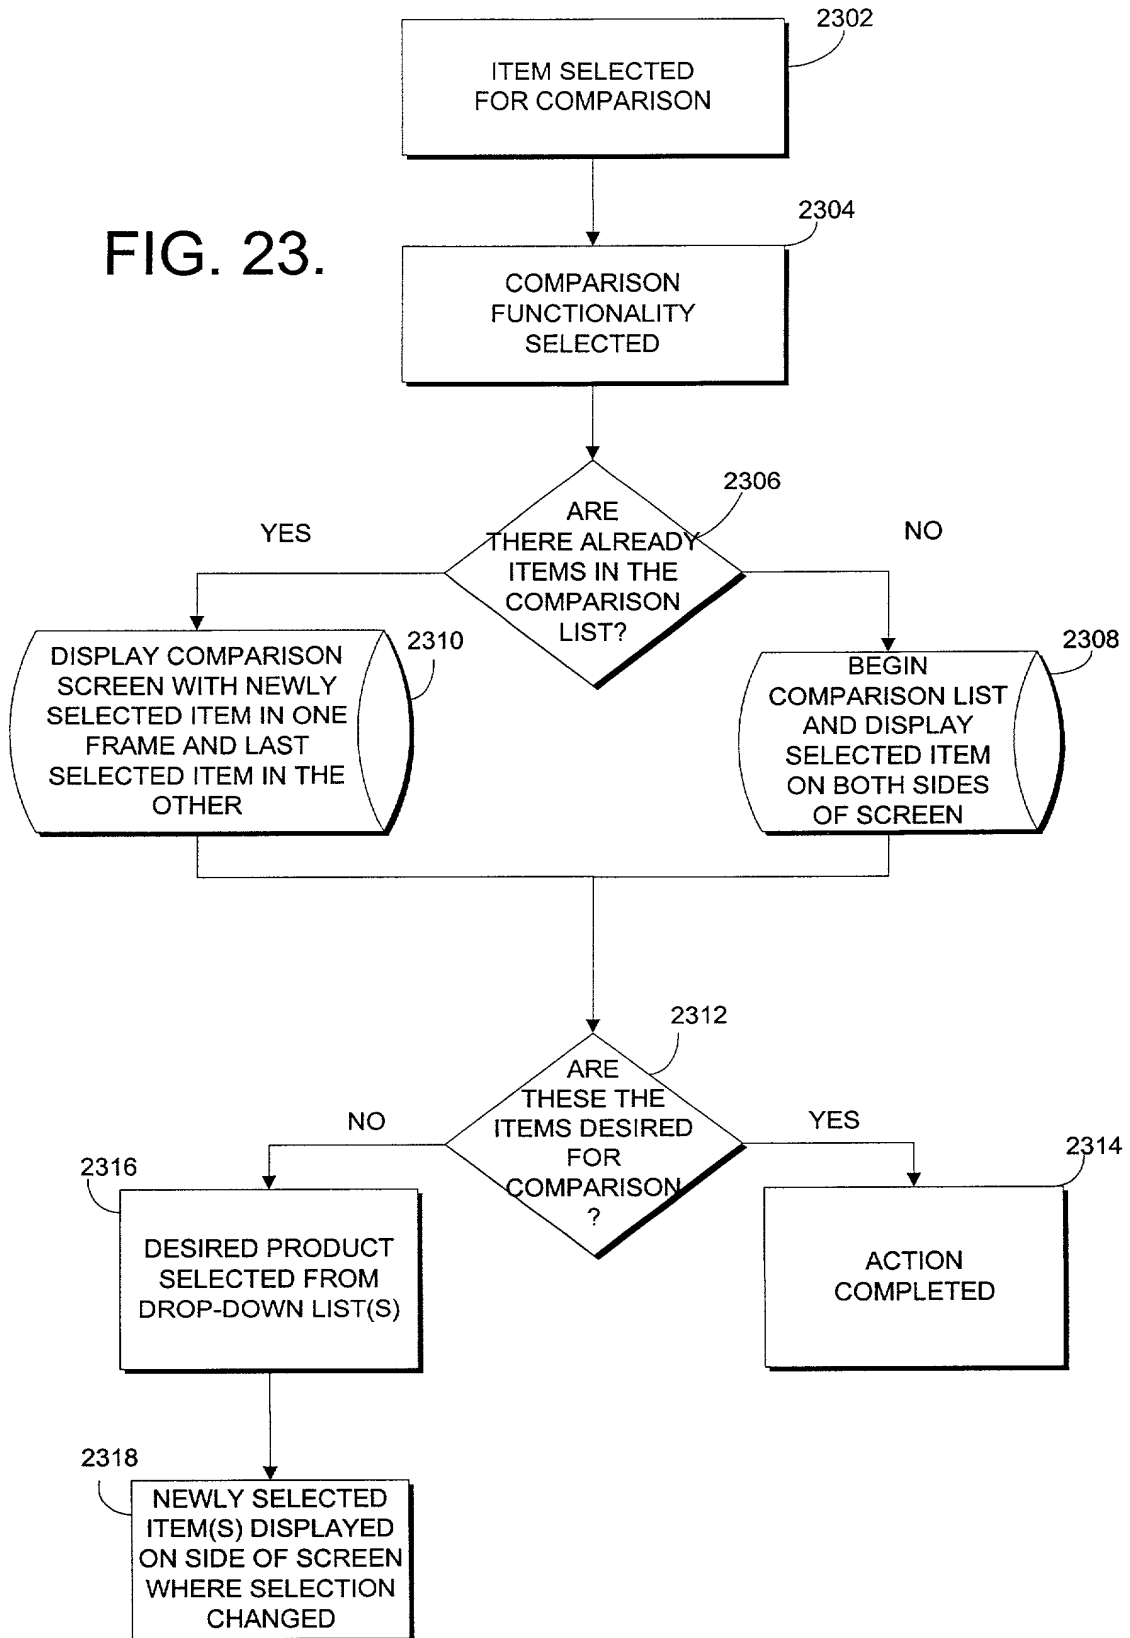 2302
ITEM SELECTED
FOR COMPARISON
2304
FIG. 23.
COMPARISON
FUNCTIONALITY
SELECTED
2306
YES
ARE
THERE ALREADY
ITEMS IN THE
COMPARISON
LIST?
NO
2310
DISPLAY COMPARISON
SCREEN WITH NEWLY
SELECTED ITEM IN ONE
FRAME AND LAST
SELECTED ITEM IN THE
OTHER
2308
BEGIN
COMPARISON LIST
AND DISPLAY
SELECTED ITEM
ON BOTH SIDES
OF SCREEN
2312
ARE
THESE THE
ITEMS DESIRED
FOR
COMPARISON
?
NO
YES
2316
2314
DESIRED PRODUCT
SELECTED FROM
DROP-DOWN LIST(S)
ACTION
COMPLETED
2318
NEWLY SELECTED
ITEM(S) DISPLAYED
ON SIDE OF SCREEN
WHERE SELECTION
CHANGED